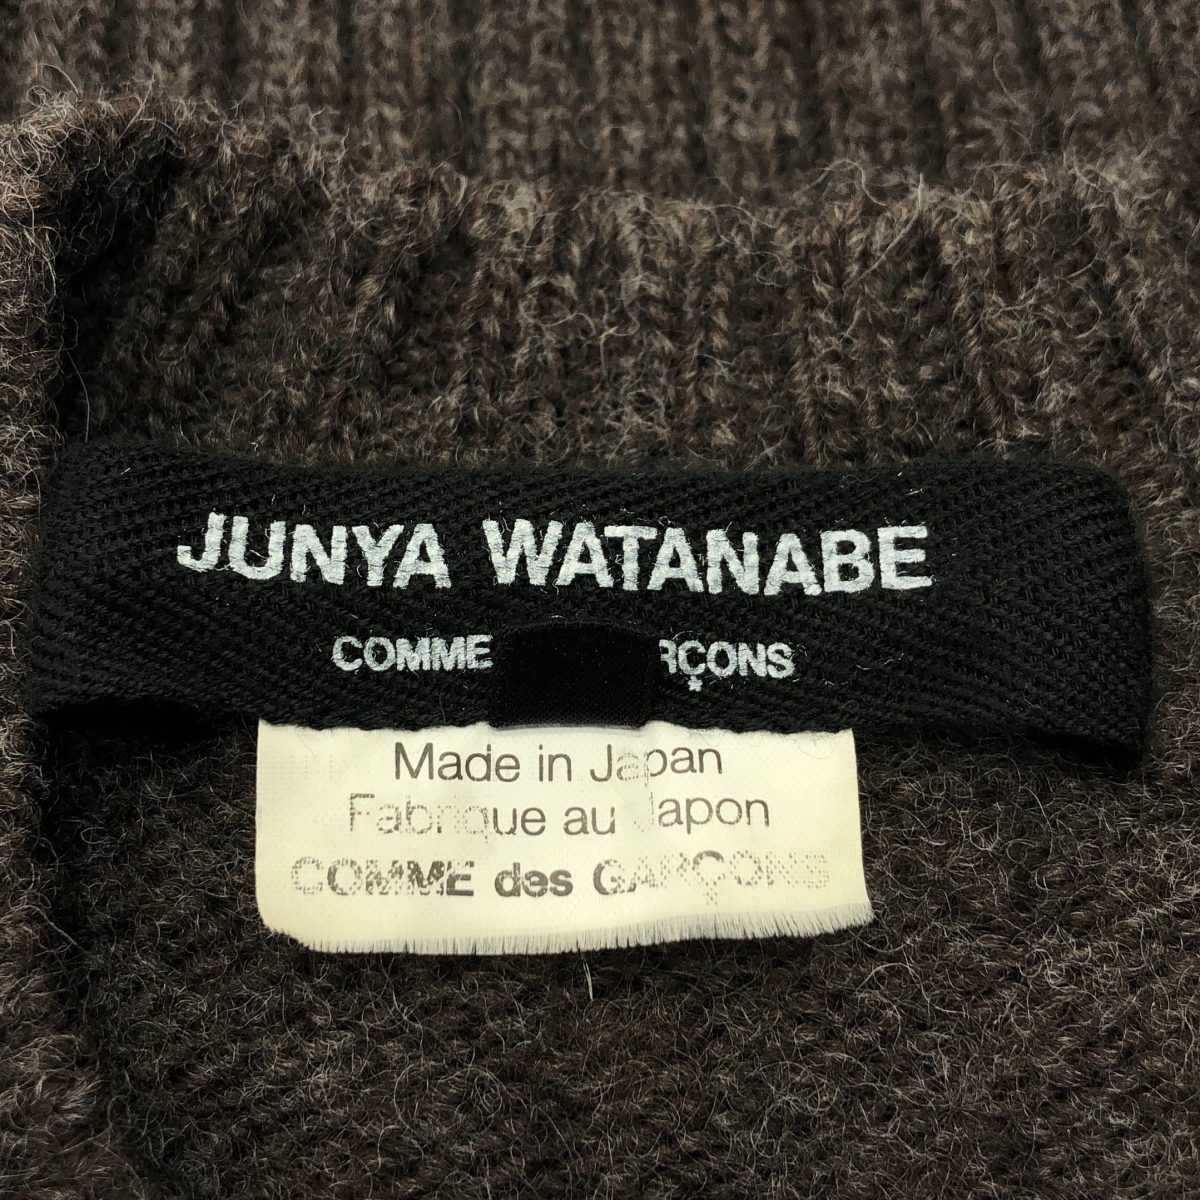 JUNYA WATANABE
COMME RÇONS
Made in Japan
Fabrique au Japon
COMME des GARÇONS